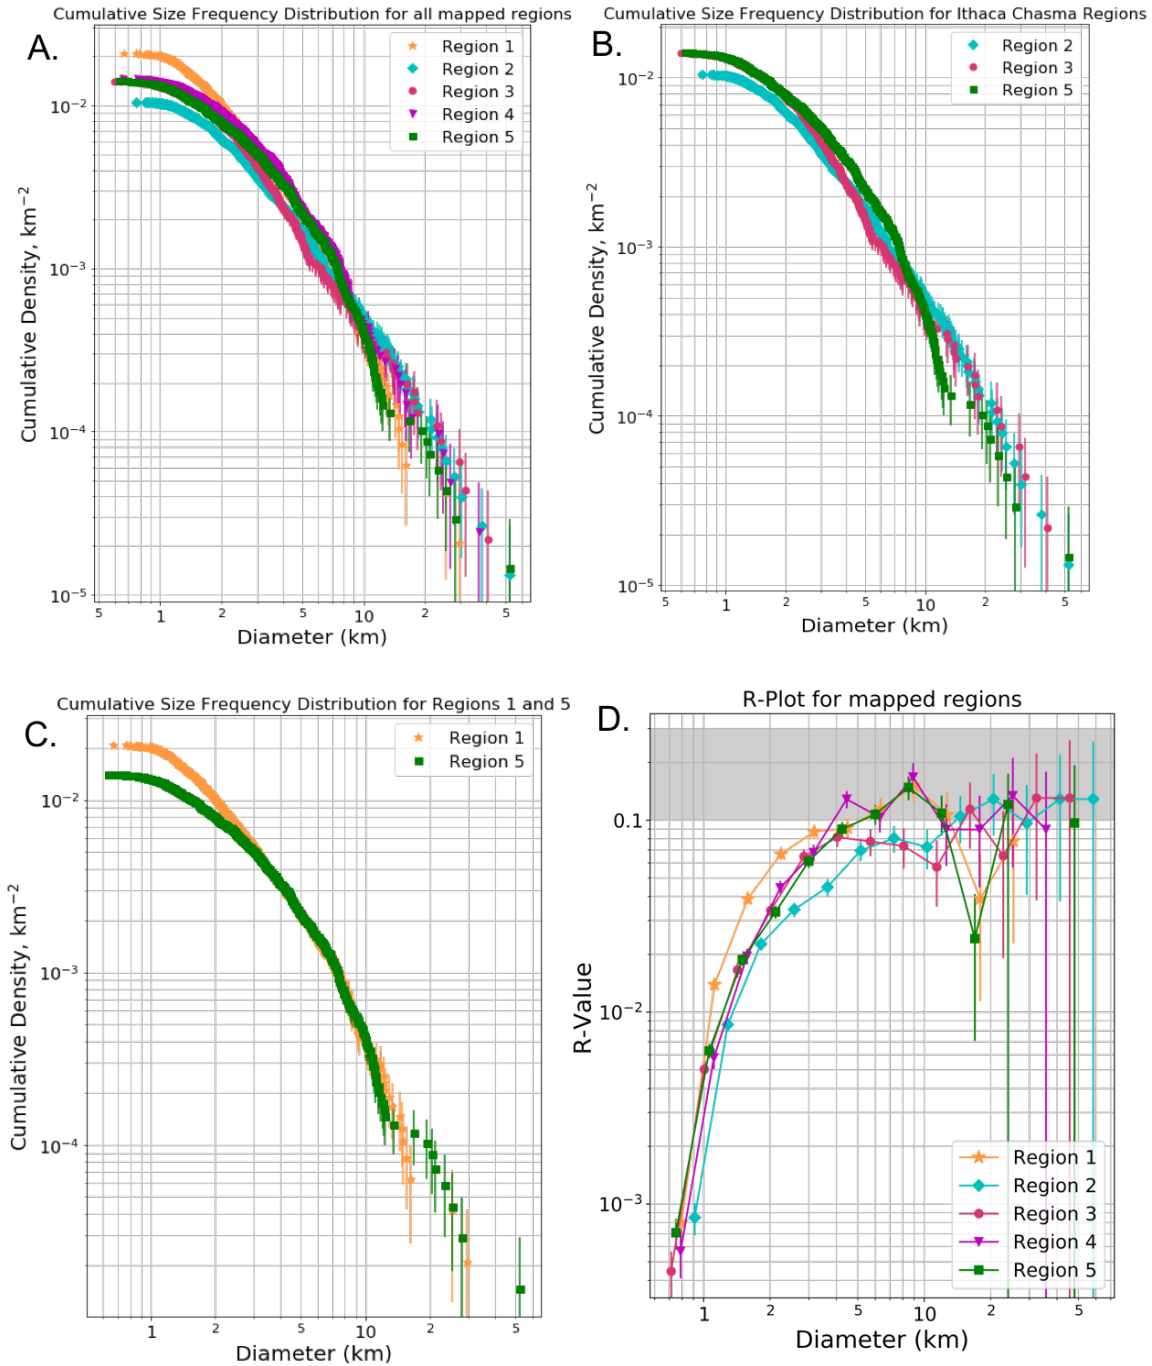 Cumulative Size Frequency Distribution for all mapped regions
A.
Region 1
Region 2
Region 3
Region 4
Region 5
Cumulative Density, km⁻²
10⁻²
10⁻³
10⁻⁴
10⁻⁵
5 1 2 5 10 2 5
Diameter (km)
Cumulative Size Frequency Distribution for Ithaca Chasma Regions
B.
Region 2
Region 3
Region 5
Cumulative Density, km⁻²
10⁻²
10⁻³
10⁻⁴
10⁻⁵
5 1 2 5 10 2 5
Diameter (km)
Cumulative Size Frequency Distribution for Regions 1 and 5
C.
Region 1
Region 5
Cumulative Density, km⁻²
10⁻²
10⁻³
10⁻⁴
1 2 5 10 2 5
Diameter (km)
R-Plot for mapped regions
D.
R-Value
0.1
10⁻²
10⁻³
Region 1
Region 2
Region 3
Region 4
Region 5
1 2 5 10 2 5
Diameter (km)